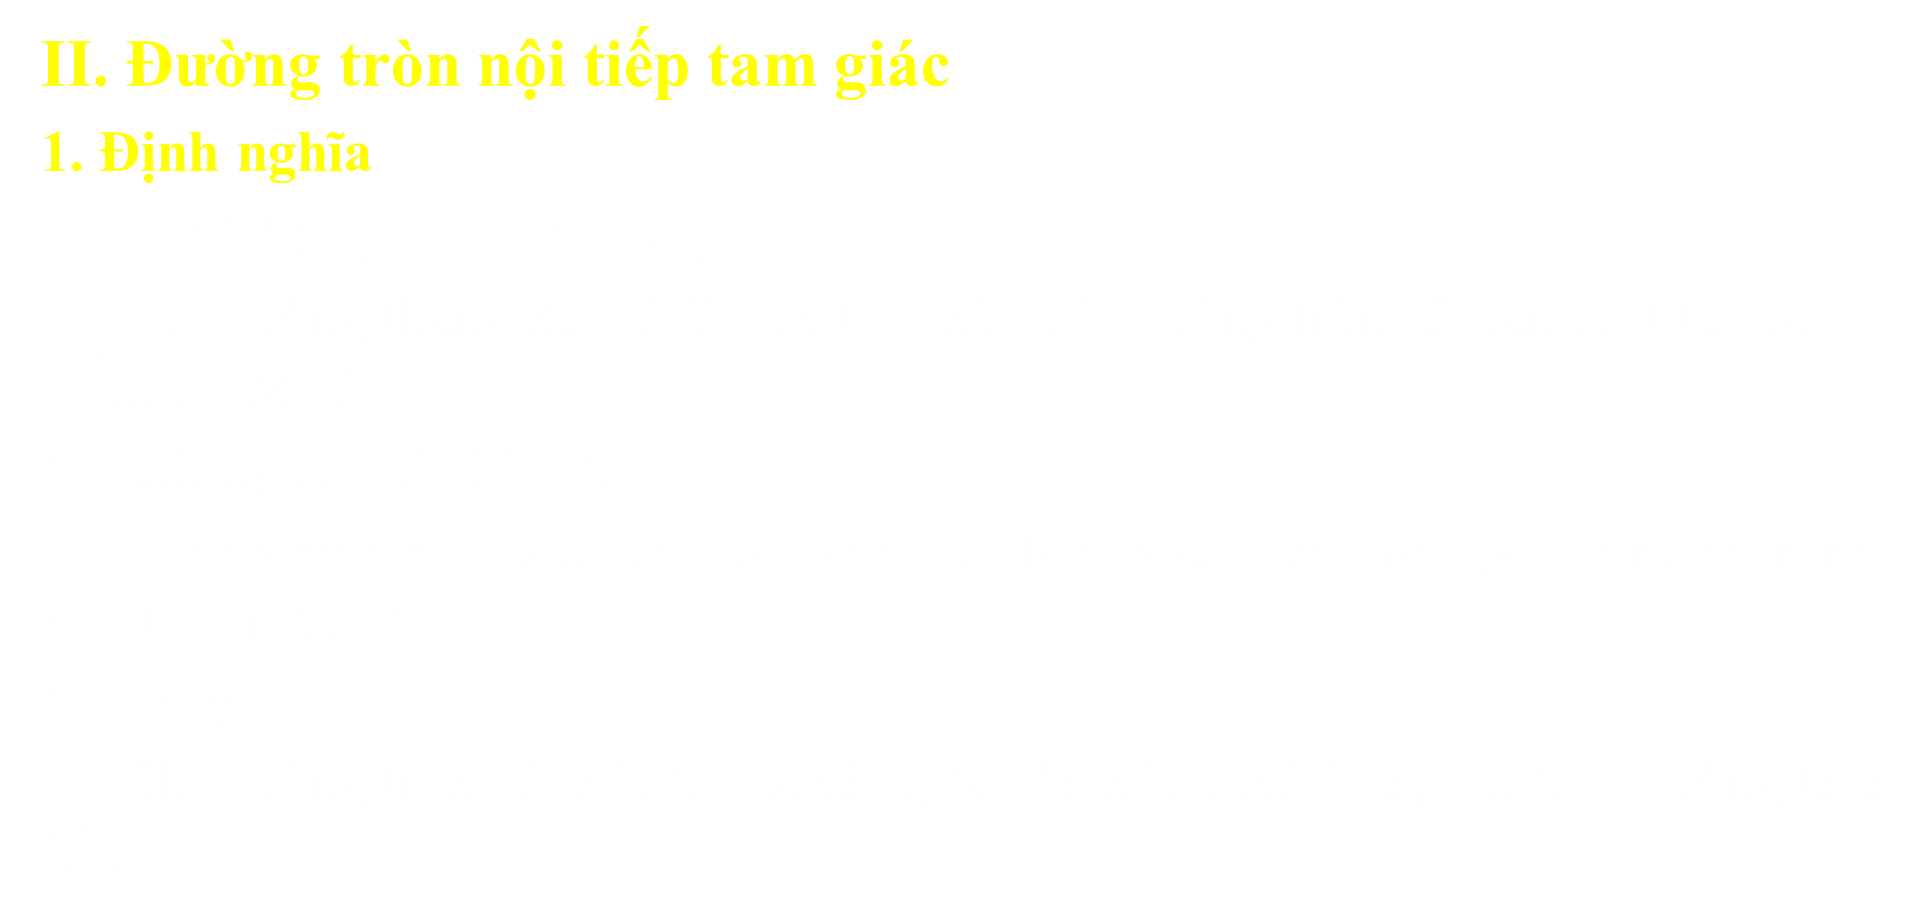 II. Đường tròn nội tiếp tam giác
1. Định nghĩa